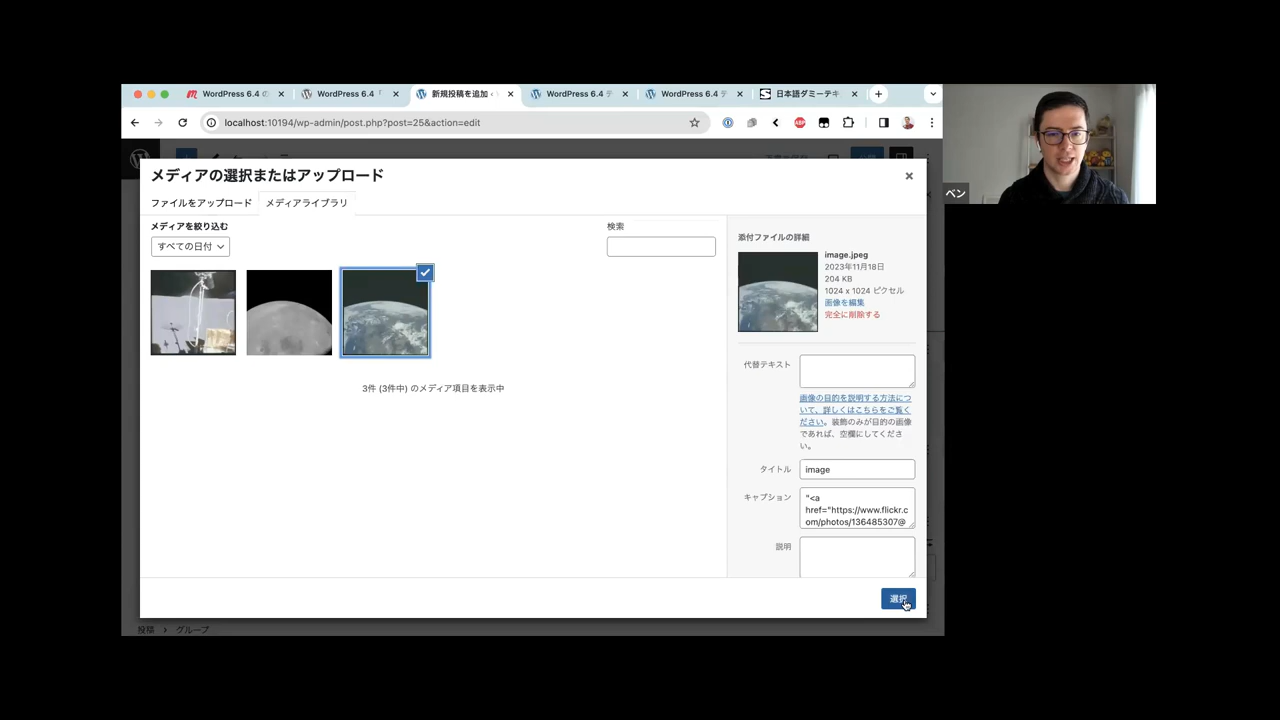 WordPress 6.4 の
WordPress 6.4 「
新規投稿を追加 ‹
WordPress 6.4 テ
WordPress 6.4 テ
日本語ダミーテキ
localhost:10194/wp-admin/post.php?post=25&action=edit
ABP
メディアの選択またはアップロード
ファイルをアップロード
メディアライブラリ
メディアを絞り込む
すべての日付
検索
3件 (3件中) のメディア項目を表示中
添付ファイルの詳細
image.jpeg
2023年11月18日
204 KB
1024 x 1024 ピクセル
画像を編集
完全に削除する
代替テキスト
画像の目的を説明する方法につ
いて、詳しくはこちらをご覧く
ださい。装飾のみが目的の画像
であれば、空欄にしてくださ
い。
タイトル
image
キャプション
"<a
href="https://www.flickr.c
om/photos/136485307@
説明
選択
投稿 › グループ
ベン